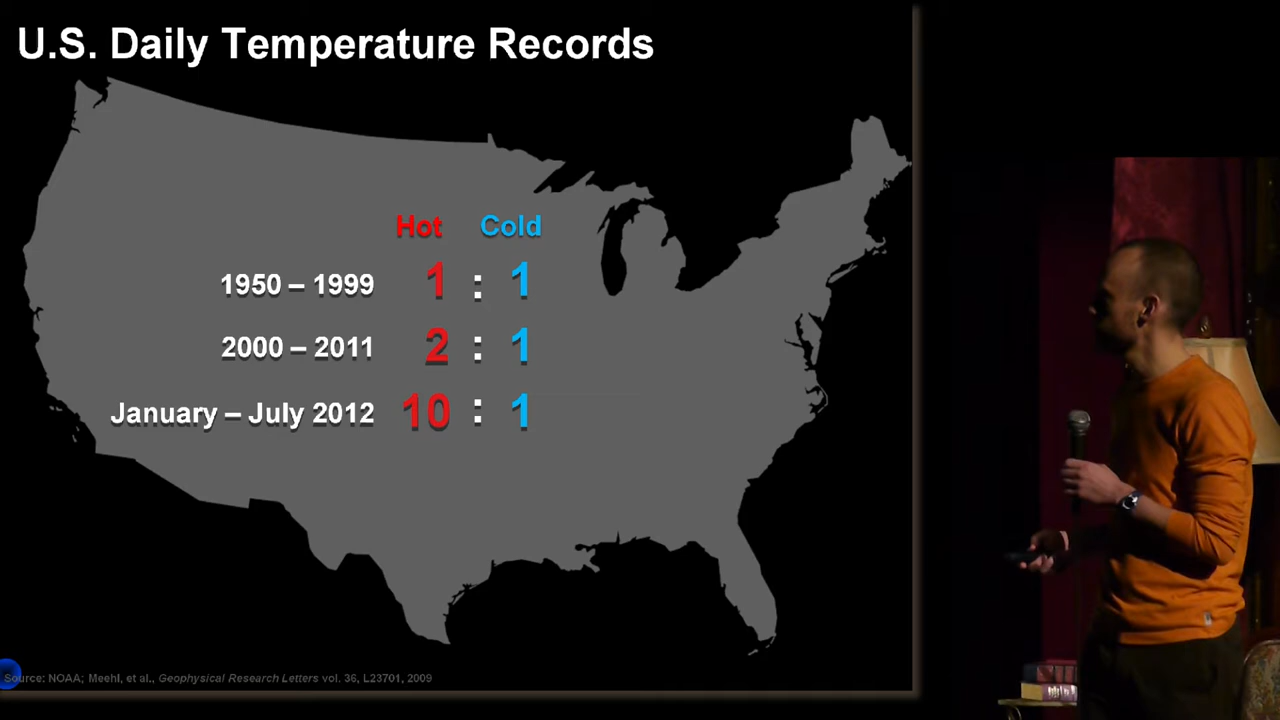 U.S. Daily Temperature Records
Hot Cold
1950 – 1999 1 : 1
2000 – 2011 2 : 1
January – July 2012 10 : 1
Source: NOAA; Meehl, et al., Geophysical Research Letters vol. 36, L23701, 2009